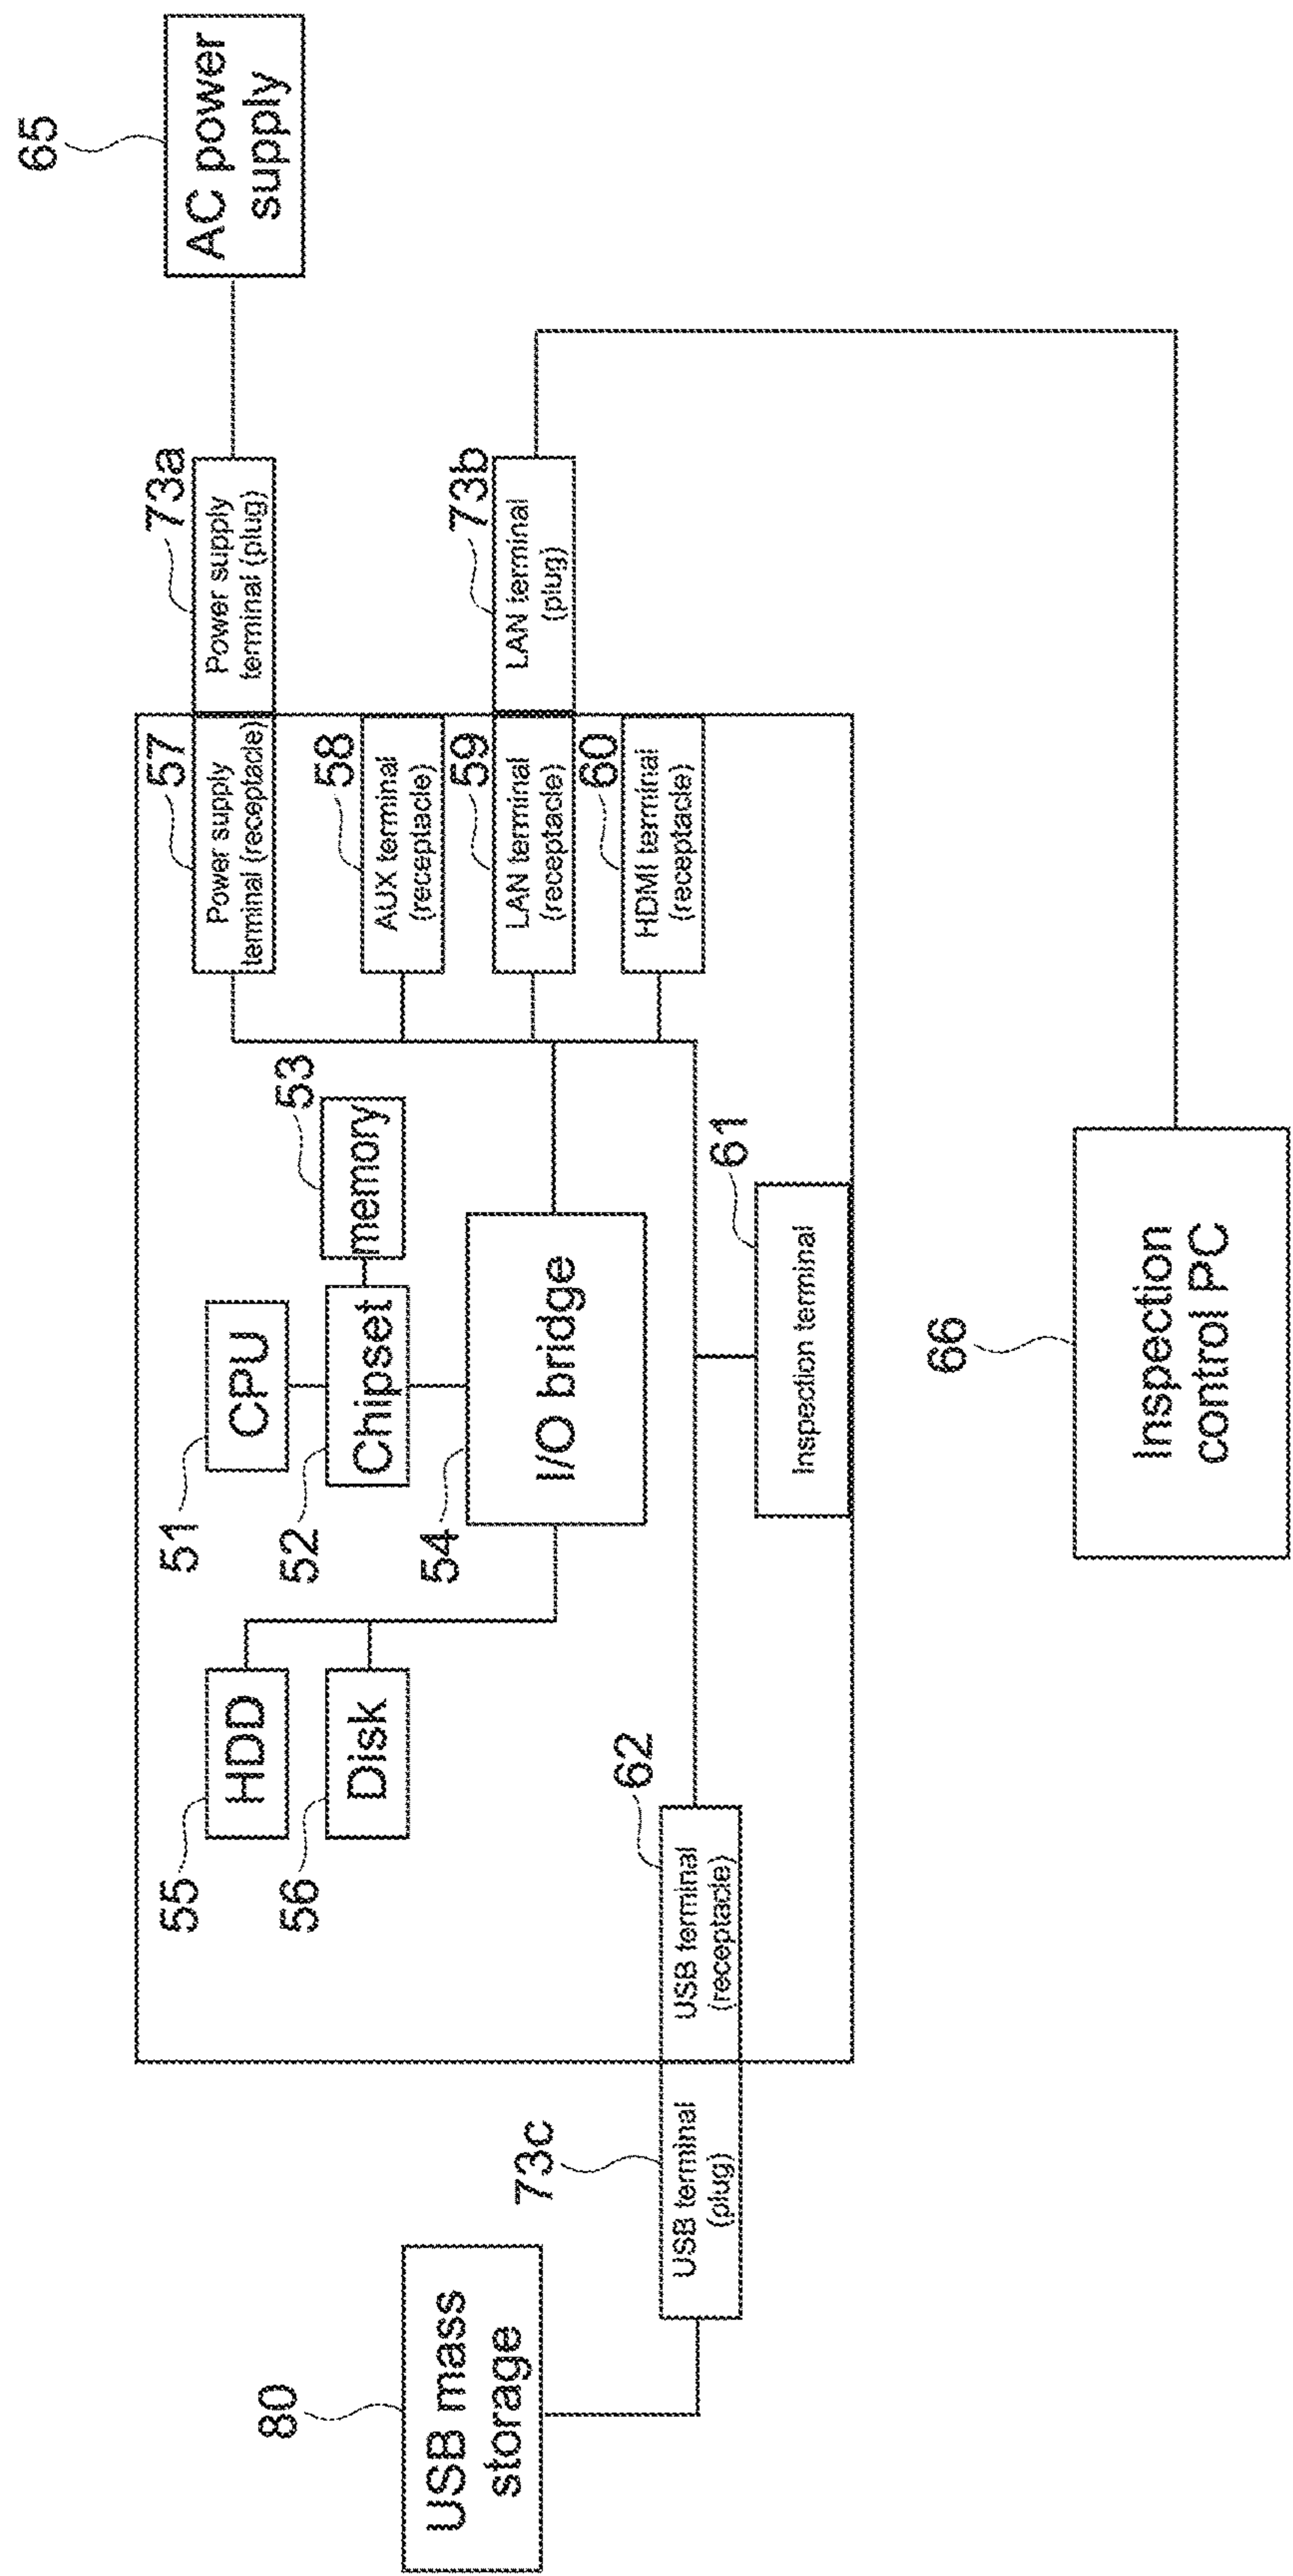 80
USB mass
storage
73c
USB terminal
(plug)
55
HDD
56
Disk
62
USB terminal
(receptacle)
51
CPU
52
Chipset
53
memory
54
I/O bridge
61
Inspection terminal
57
Power supply
terminal (receptacle)
58
AUX terminal
(receptacle)
59
LAN terminal
(receptacle)
60
HDMI terminal
(receptacle)
73a
Power supply
terminal (plug)
73b
LAN terminal
(plug)
65
AC power
supply
66
Inspection
control PC